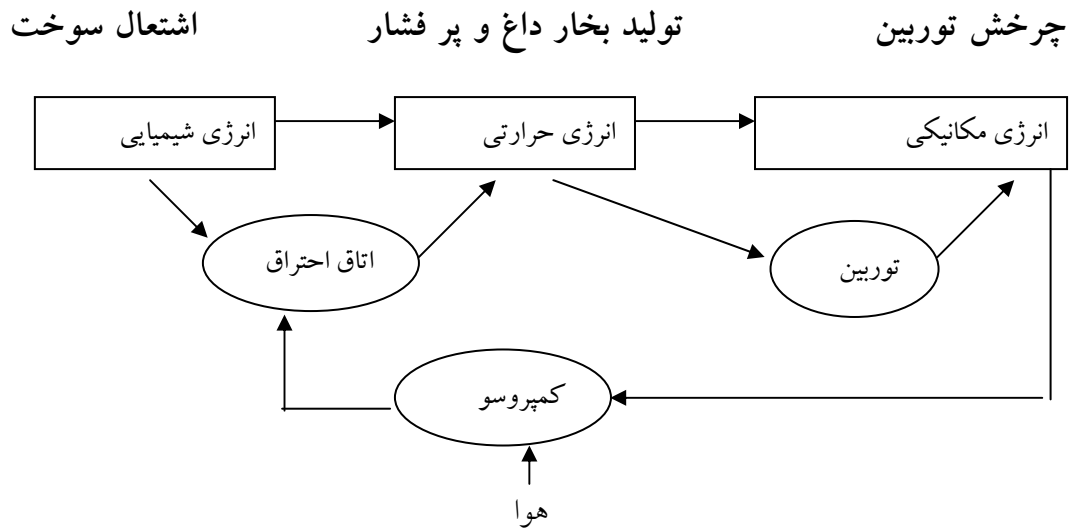 اشتعال سوخت
تولید بخار داغ و پر فشار
چرخش توربین
انرژی شیمیایی
انرژی حرارتی
انرژی مکانیکی
اتاق احتراق
توربین
کمپروسو
هوا